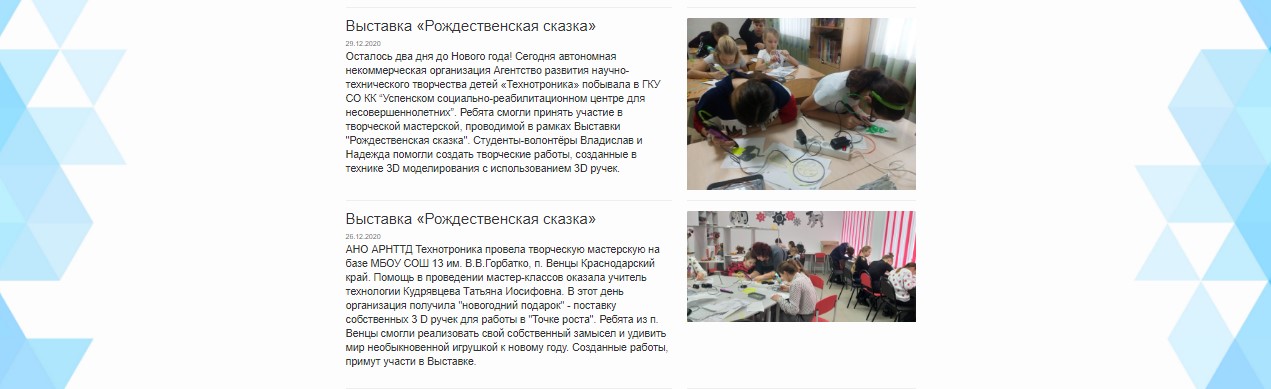 Выставка «Рождественская сказка»
29.12.2020
Осталось два дня до Нового года! Сегодня автономная
некоммерческая организация Агентство развития научно-
технического творчества детей «Технотроника» побывала в ГКУ
СО КК “Успенском социально-реабилитационном центре для
несовершеннолетних”. Ребята смогли принять участие в
творческой мастерской, проводимой в рамках Выставки
"Рождественская сказка". Студенты-волонтёры Владислав и
Надежда помогли создать творческие работы, созданные в
технике 3D моделирования с использованием 3D ручек.
Выставка «Рождественская сказка»
26.12.2020
АНО АРНТТД Технотроника провела творческую мастерскую на
базе МБОУ СОШ 13 им. В.В.Горбатко, п. Венцы Краснодарский
край. Помощь в проведении мастер-классов оказала учитель
технологии Кудрявцева Татьяна Иосифовна. В этот день
организация получила "новогодний подарок" - поставку
собственных 3 D ручек для работы в "Точке роста". Ребята из п.
Венцы смогли реализовать свой собственный замысел и удивить
мир необыкновенной игрушкой к новому году. Созданные работы,
примут участи в Выставке.